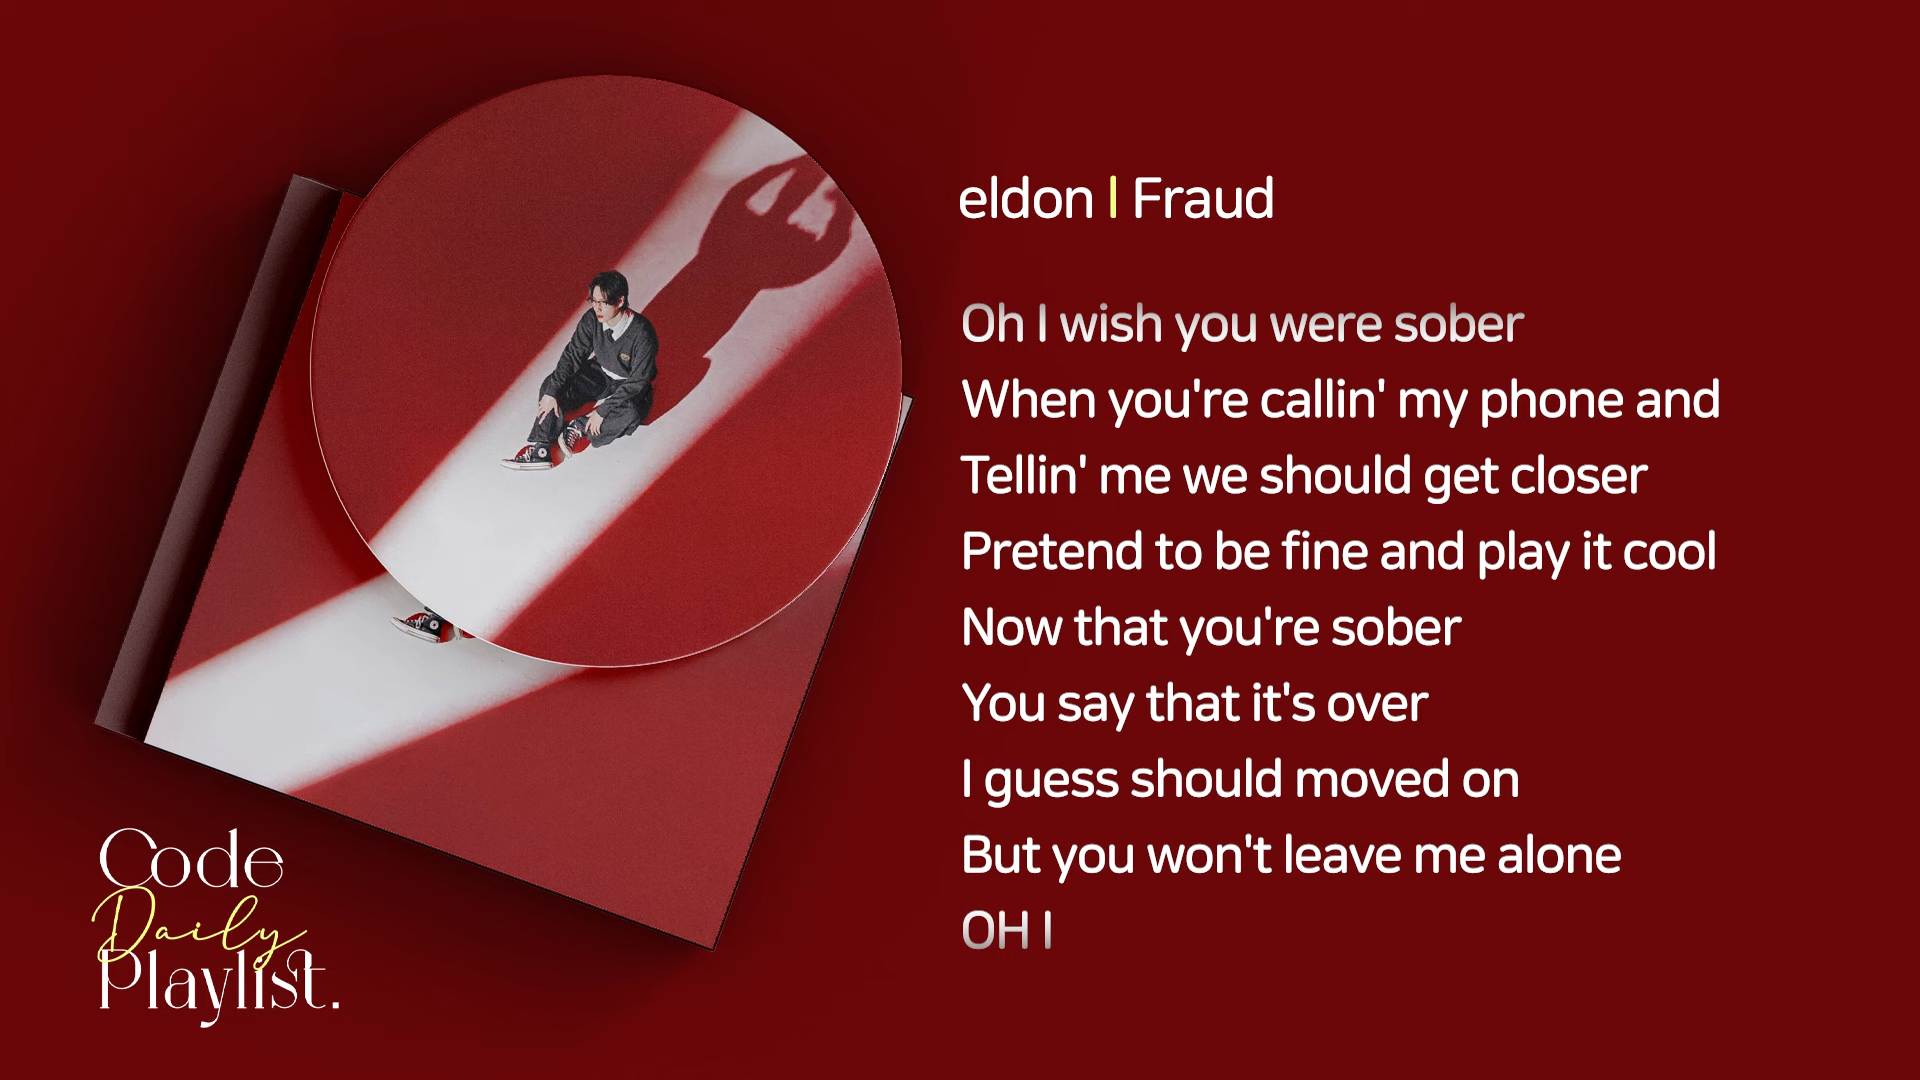 eldon | Fraud
Oh I wish you were sober
When you're callin' my phone and
Tellin' me we should get closer
Pretend to be fine and play it cool
Now that you're sober
You say that it's over
I guess should moved on
But you won't leave me alone
OH I
Code
Daily
Playlist.